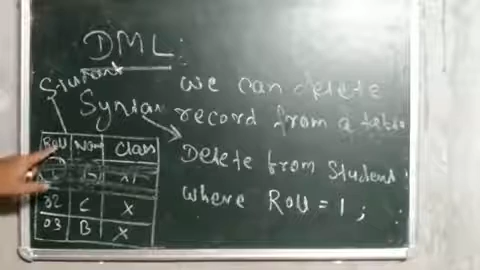 DML:
Student
we can delete
Syntax
record from a table
Roll Name Class
Delete from Student
where Roll = 1;
02 C X
03 B X